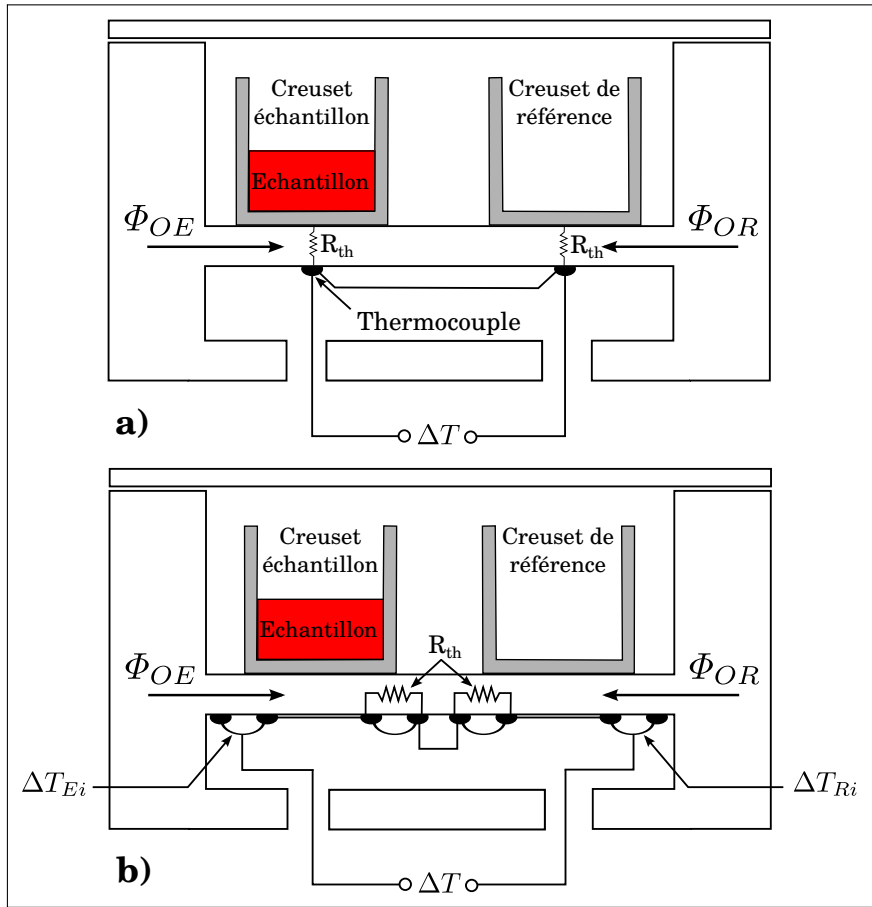 Creuset
échantillon
Creuset de
référence
Echantillon
Φ_OE
Φ_OR
R_th
R_th
Thermocouple
a)
ΔT
Creuset
échantillon
Creuset de
référence
Echantillon
R_th
Φ_OE
Φ_OR
ΔT_Ei
ΔT_Ri
b)
ΔT